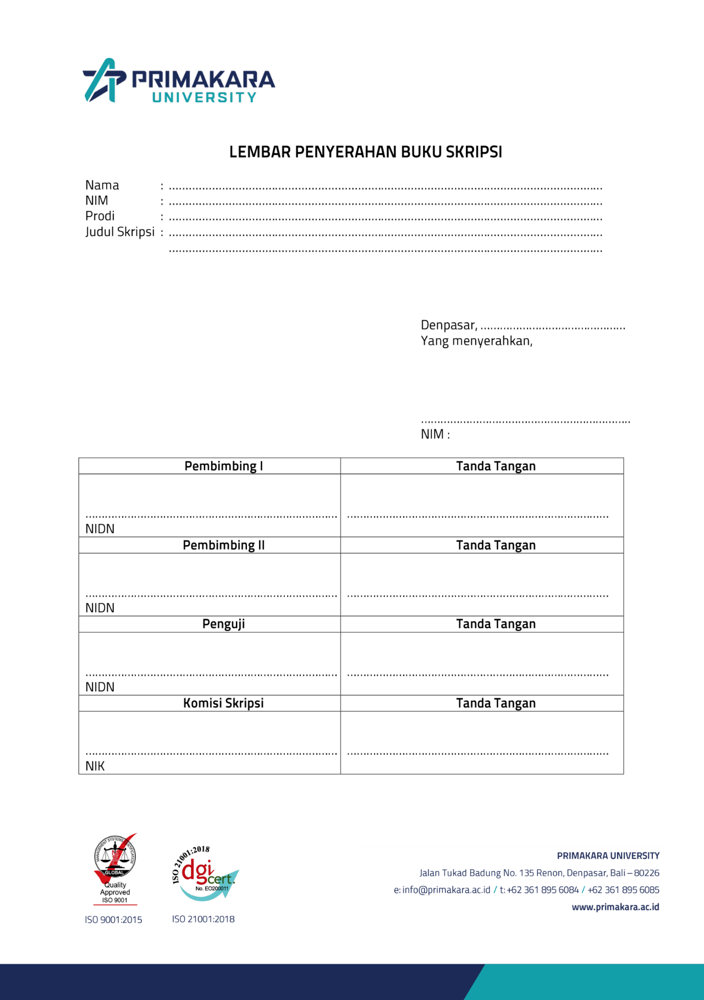 PRIMAKARA
UNIVERSITY
LEMBAR PENYERAHAN BUKU SKRIPSI
Nama : ....................................................................................................................................
NIM : ....................................................................................................................................
Prodi : ....................................................................................................................................
Judul Skripsi : ....................................................................................................................................
....................................................................................................................................
Denpasar, .............................................
Yang menyerahkan,
.................................................................
NIM :
Pembimbing I Tanda Tangan
.............................................................................. .................................................................................
NIDN
Pembimbing II Tanda Tangan
.............................................................................. .................................................................................
NIDN
Penguji Tanda Tangan
.............................................................................. .................................................................................
NIDN
Komisi Skripsi Tanda Tangan
.............................................................................. .................................................................................
NIK
MANAGEMENT SYSTEMS CERTIFICATION
GLOBAL
Quality
Approved
ISO 9001
ISO 9001:2015
ISO 21001:2018
dgi
cert.
No. EO200011
ISO 21001:2018
PRIMAKARA UNIVERSITY
Jalan Tukad Badung No. 135 Renon, Denpasar, Bali – 80226
e: info@primakara.ac.id / t: +62 361 895 6084 / +62 361 895 6085
www.primakara.ac.id